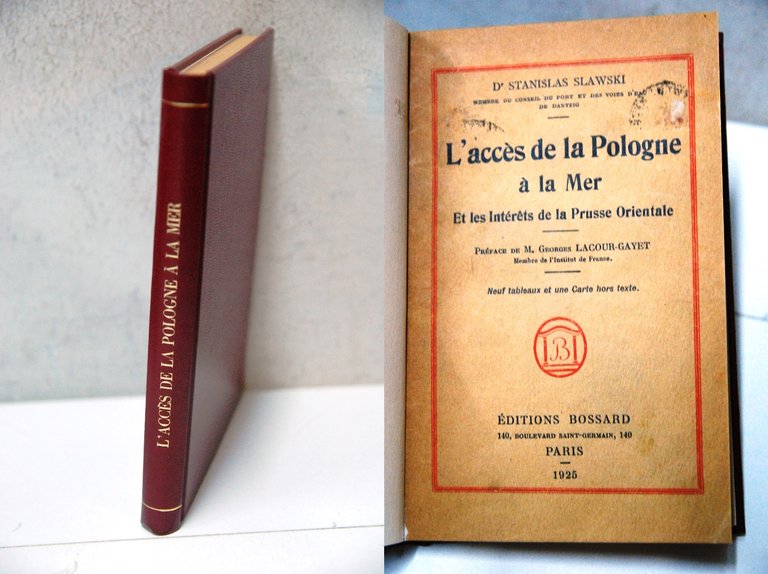 L'ACCÈS DE LA POLOGNE À LA MER
Dr STANISLAS SLAWSKI
MEMBRE DU CONSEIL DU PORT ET DES VOIES D'EAU
DE DANTZIG
L'accès de la Pologne
à la Mer
Et les Intérêts de la Prusse Orientale
PRÉFACE DE M. GEORGES LACOUR-GAYET
Membre de l'Institut de France.
Neuf tableaux et une Carte hors texte.
B
ÉDITIONS BOSSARD
140, BOULEVARD SAINT-GERMAIN, 140
PARIS
1925